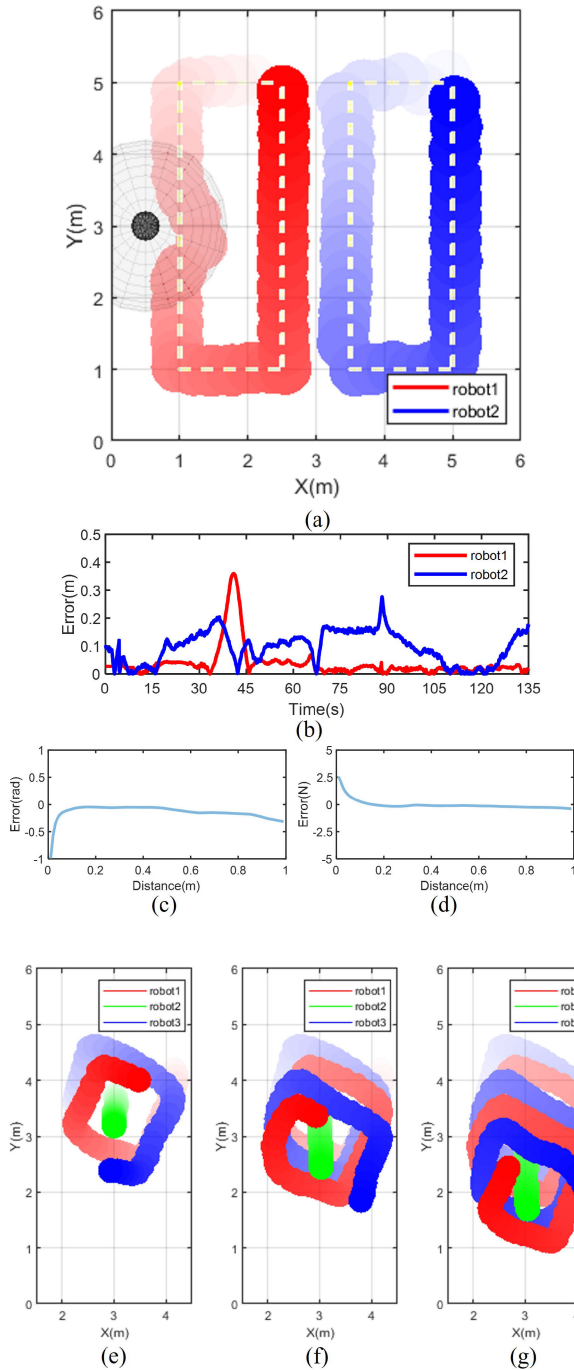 6
5
4
3
2
1
0
Y(m)
0 1 2 3 4 5 6
X(m)
robot1
robot2
(a)
0.5
0.4
0.3
0.2
0.1
0
Error(m)
robot1
robot2
0 15 30 45 60 75 90 105 120 135
Time(s)
(b)
1
0.5
0
-0.5
-1
Error(rad)
0 0.2 0.4 0.6 0.8 1
Distance(m)
(c)
5
2.5
0
-2.5
-5
Error(N)
0 0.2 0.4 0.6 0.8 1
Distance(m)
(d)
6
5
4
3
2
1
0
Y(m)
robot1
robot2
robot3
2 3 4
X(m)
(e)
6
5
4
3
2
1
0
Y(m)
robot1
robot2
robot3
2 3 4
X(m)
(f)
6
5
4
3
2
1
0
Y(m)
rob
rob
rob
2 3 4
X(m)
(g)